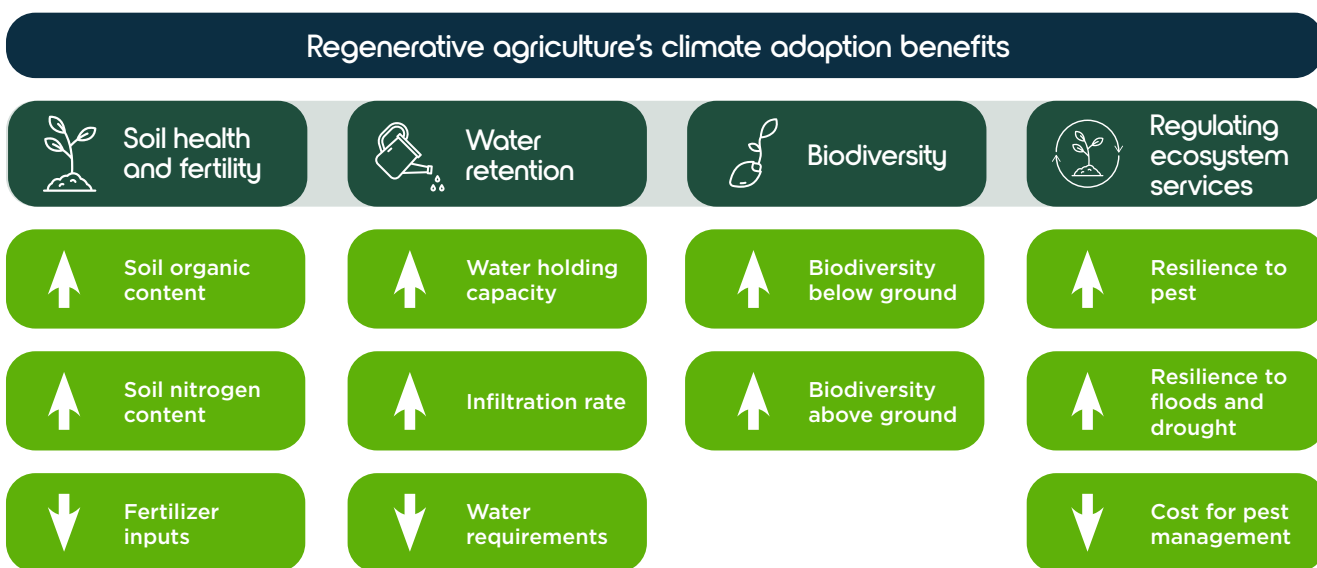 Regenerative agriculture's climate adaption benefits
Soil health
and fertility
Water
retention
Biodiversity
Regulating
ecosystem
services
Soil organic
content
Water holding
capacity
Biodiversity
below ground
Resilience to
pest
Soil nitrogen
content
Infiltration rate
Biodiversity
above ground
Resilience to
floods and
drought
Fertilizer
inputs
Water
requirements
Cost for pest
management